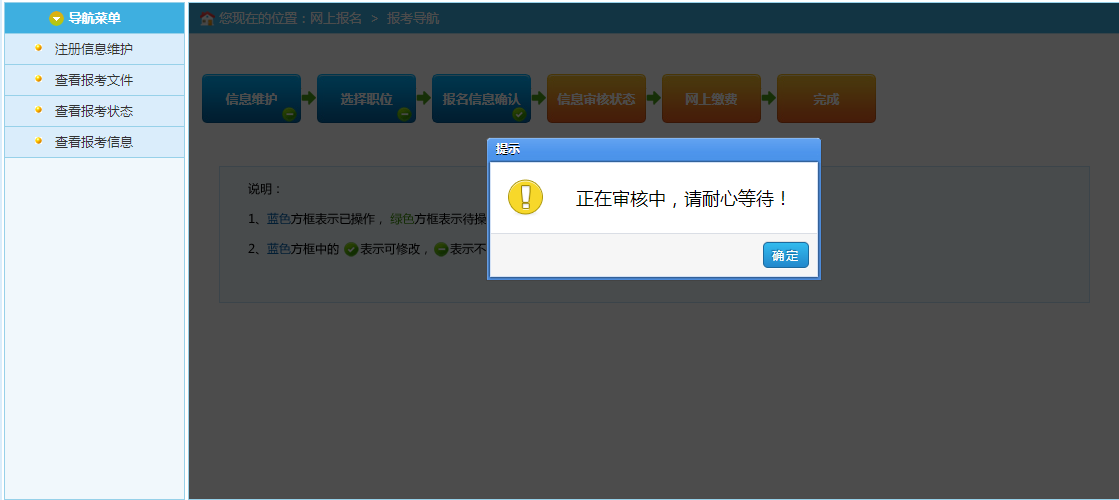 导航菜单
注册信息维护
查看报考文件
查看报考状态
查看报考信息
您现在的位置：网上报名 > 报考导航
信息维护
选择职位
报名信息确认
信息审核状态
网上缴费
完成
提示
正在审核中，请耐心等待！
确定
说明：
1、蓝色方框表示已操作， 绿色方框表示待操
2、蓝色方框中的 表示可修改， 表示不